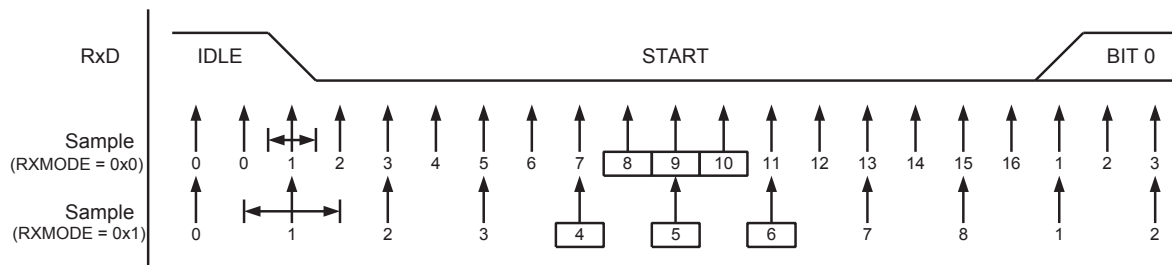 RxD IDLE START BIT 0
Sample
(RXMODE = 0x0)
0 0 1 2 3 4 5 6 7 8 9 10 11 12 13 14 15 16 1 2 3
Sample
(RXMODE = 0x1)
0 1 2 3 4 5 6 7 8 1 2